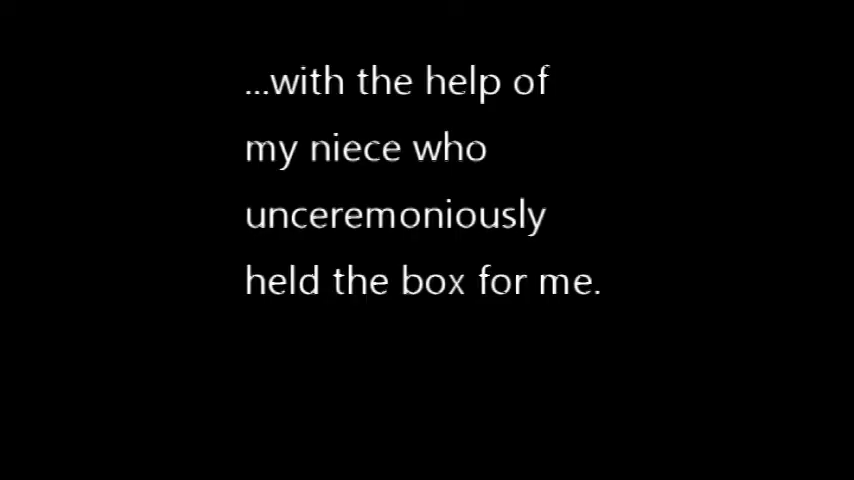 ...with the help of
my niece who
unceremoniously
held the box for me.